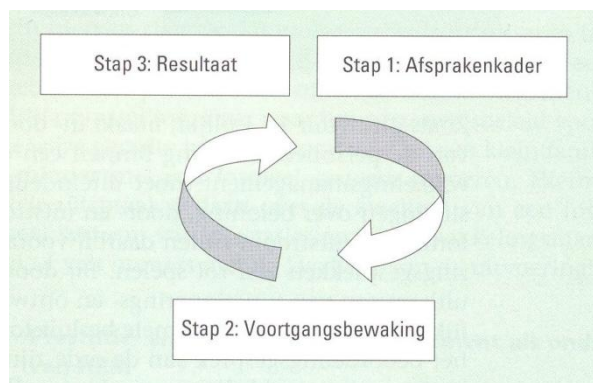 Stap 3: Resultaat
Stap 1: Afsprakenkader
Stap 2: Voortgangsbewaking